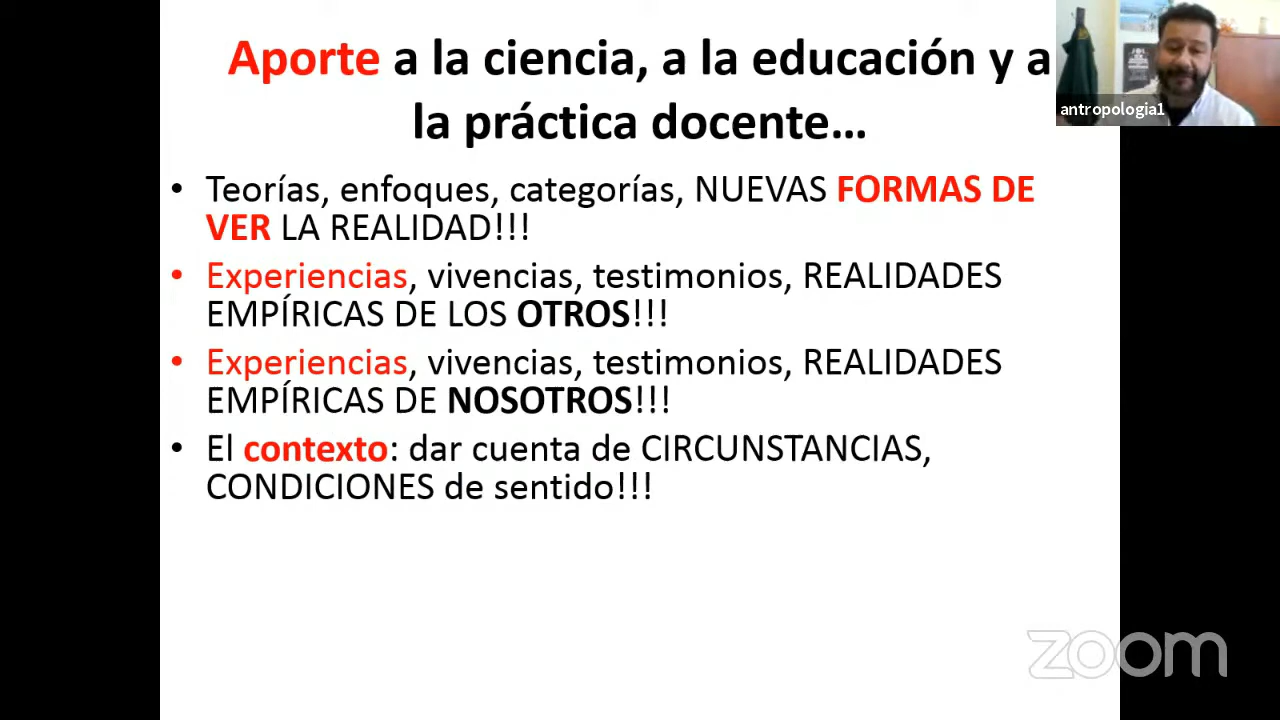 Aporte a la ciencia, a la educación y a
la práctica docente...
• Teorías, enfoques, categorías, NUEVAS FORMAS DE
VER LA REALIDAD!!!
• Experiencias, vivencias, testimonios, REALIDADES
EMPÍRICAS DE LOS OTROS!!!
• Experiencias, vivencias, testimonios, REALIDADES
EMPÍRICAS DE NOSOTROS!!!
• El contexto: dar cuenta de CIRCUNSTANCIAS,
CONDICIONES de sentido!!!
antropologia1
zoom